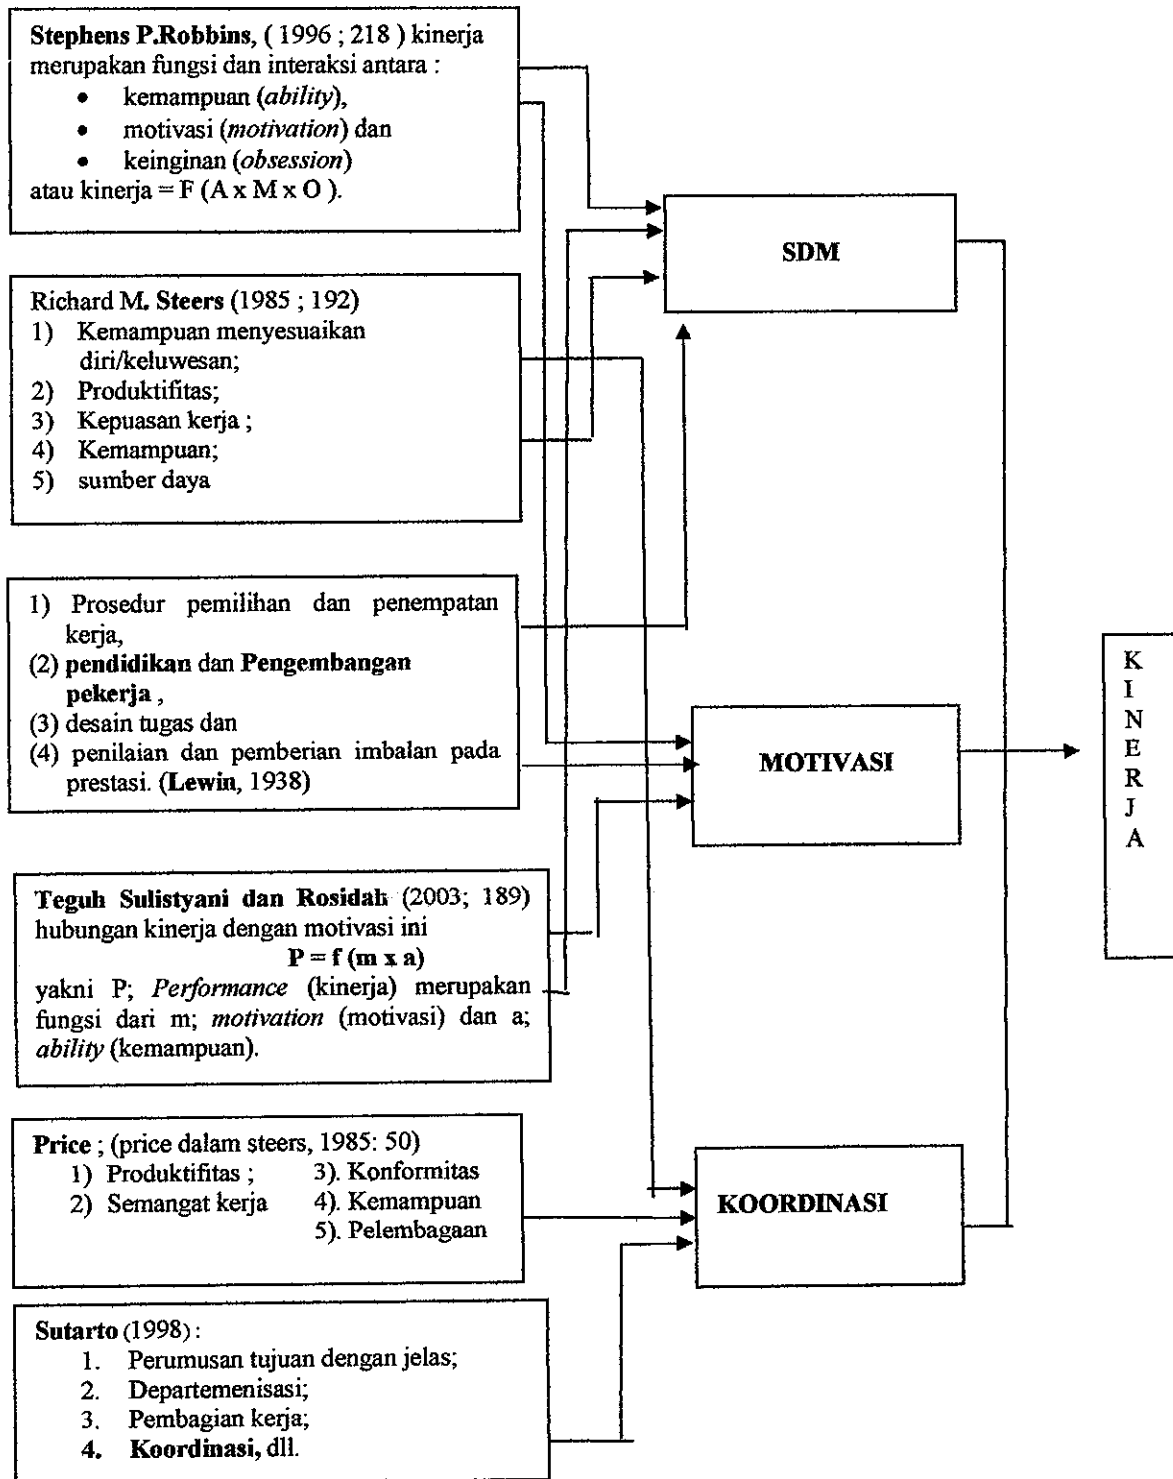 Stephens P.Robbins, ( 1996 ; 218 ) kinerja
merupakan fungsi dan interaksi antara :
• kemampuan (ability),
• motivasi (motivation) dan
• keinginan (obsession)
atau kinerja = F (A x M x O ).
Richard M. Steers (1985 ; 192)
1) Kemampuan menyesuaikan
diri/keluwesan;
2) Produktifitas;
3) Kepuasan kerja ;
4) Kemampuan;
5) sumber daya
1) Prosedur pemilihan dan penempatan
kerja,
(2) pendidikan dan Pengembangan
pekerja ,
(3) desain tugas dan
(4) penilaian dan pemberian imbalan pada
prestasi. (Lewin, 1938)
Teguh Sulistyani dan Rosidah (2003; 189)
hubungan kinerja dengan motivasi ini
P = f (m x a)
yakni P; Performance (kinerja) merupakan
fungsi dari m; motivation (motivasi) dan a;
ability (kemampuan).
Price ; (price dalam steers, 1985: 50)
1) Produktifitas ; 3). Konformitas
2) Semangat kerja 4). Kemampuan
5). Pelembagaan
Sutarto (1998) :
1. Perumusan tujuan dengan jelas;
2. Departemenisasi;
3. Pembagian kerja;
4. Koordinasi, dll.
SDM
MOTIVASI
KOORDINASI
K
I
N
E
R
J
A